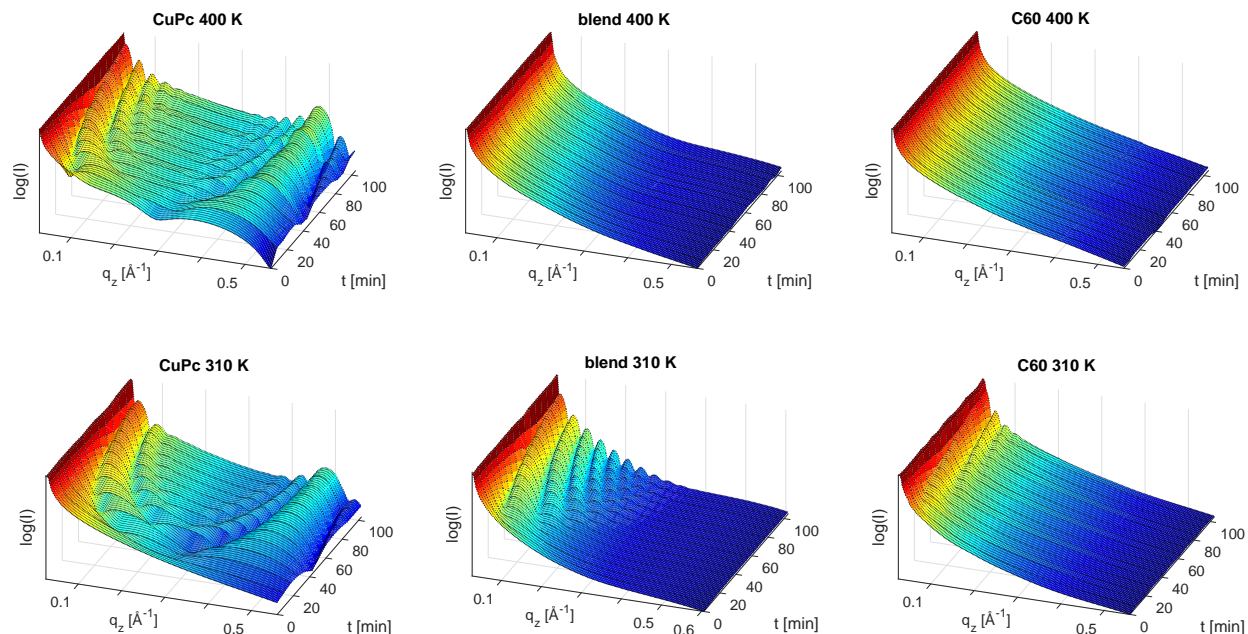 CuPc 400 K
blend 400 K
C60 400 K
log(I)
0.1
q_z [Å⁻¹]
0.5
0
20
40
60
80
100
t [min]
log(I)
0.1
q_z [Å⁻¹]
0.5
0
20
40
60
80
100
t [min]
log(I)
0.1
q_z [Å⁻¹]
0.5
0
20
40
60
80
100
t [min]
CuPc 310 K
blend 310 K
C60 310 K
log(I)
0.1
q_z [Å⁻¹]
0.5
0
20
40
60
80
100
t [min]
log(I)
0.1
q_z [Å⁻¹]
0.5
0.6
0
20
40
60
80
100
t [min]
log(I)
0.1
q_z [Å⁻¹]
0.5
0
20
40
60
80
100
t [min]